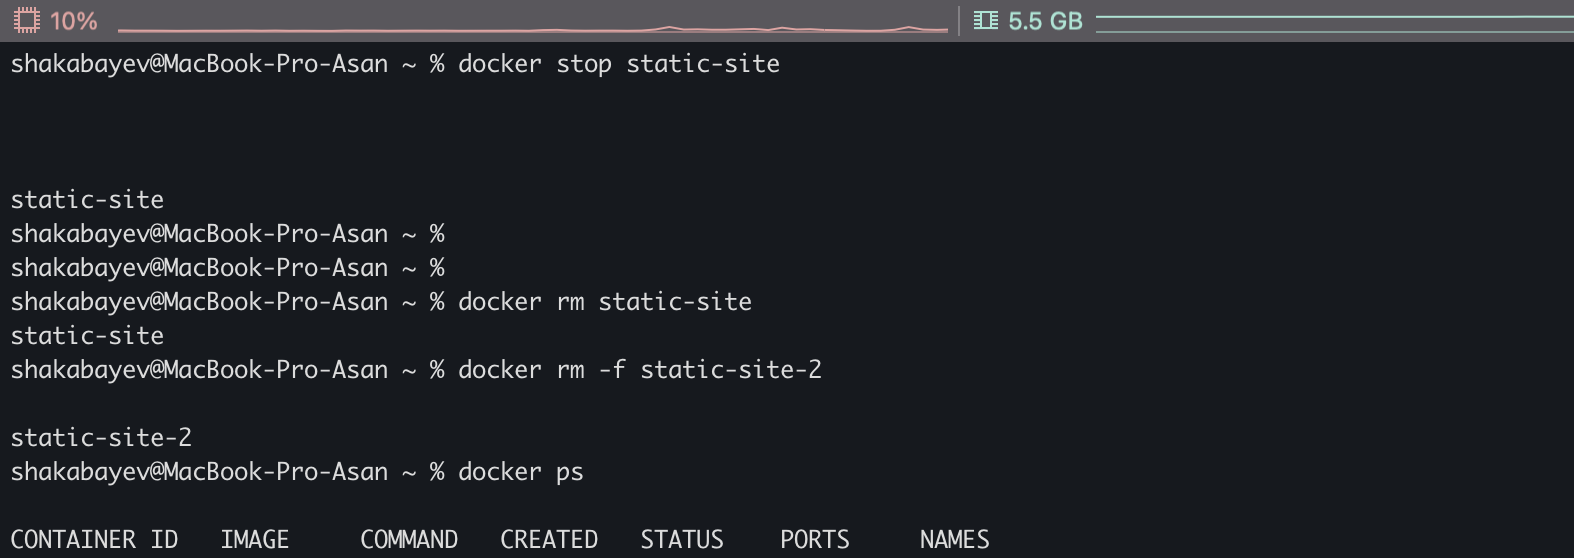 10% 5.5 GB
shakabayev@MacBook-Pro-Asan ~ % docker stop static-site
static-site
shakabayev@MacBook-Pro-Asan ~ %
shakabayev@MacBook-Pro-Asan ~ %
shakabayev@MacBook-Pro-Asan ~ % docker rm static-site
static-site
shakabayev@MacBook-Pro-Asan ~ % docker rm -f static-site-2
static-site-2
shakabayev@MacBook-Pro-Asan ~ % docker ps
CONTAINER ID   IMAGE     COMMAND   CREATED   STATUS    PORTS     NAMES